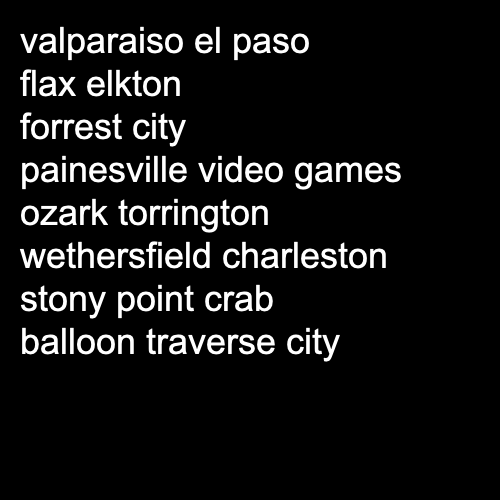 valparaiso el paso
flax elkton
forrest city
painesville video games
ozark torrington
wethersfield charleston
stony point crab
balloon traverse city